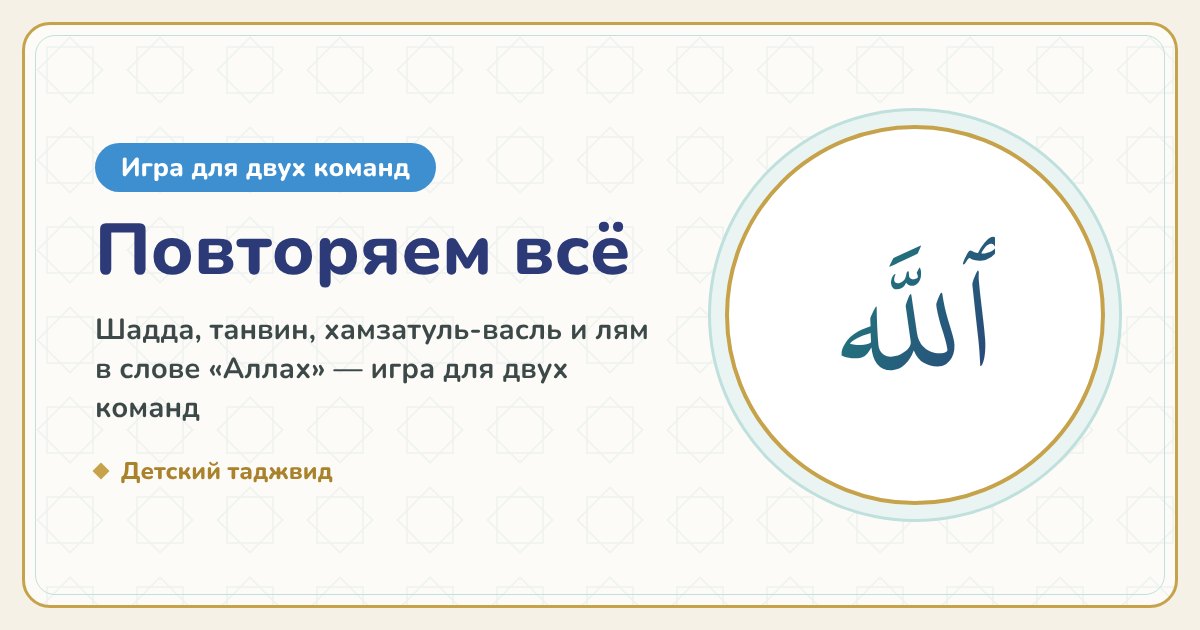 Игра для двух команд
Повторяем всё
Шадда, танвин, хамзатуль-васль и лям
в слове «Аллах» — игра для двух
команд
Детский таджвид
ٱللَّه